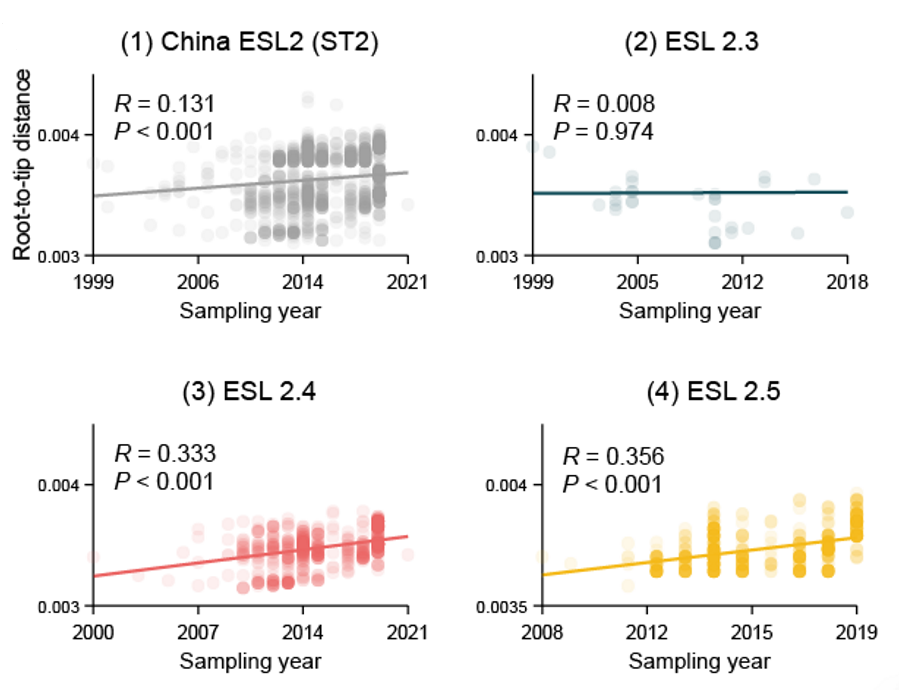 (1) China ESL2 (ST2)
Root-to-tip distance
R = 0.131
P < 0.001
0.004
0.003
1999 2006 2014 2021
Sampling year
(2) ESL 2.3
R = 0.008
P = 0.974
0.004
0.003
1999 2005 2012 2018
Sampling year
(3) ESL 2.4
R = 0.333
P < 0.001
0.004
0.003
2000 2007 2014 2021
Sampling year
(4) ESL 2.5
R = 0.356
P < 0.001
0.004
0.0035
2008 2012 2015 2019
Sampling year